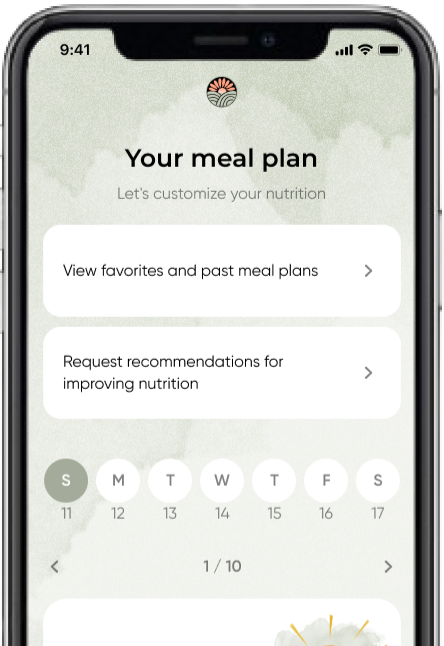 9:41
Your meal plan
Let's customize your nutrition
View favorites and past meal plans
Request recommendations for
improving nutrition
S M T W T F S
11 12 13 14 15 16 17
1 / 10